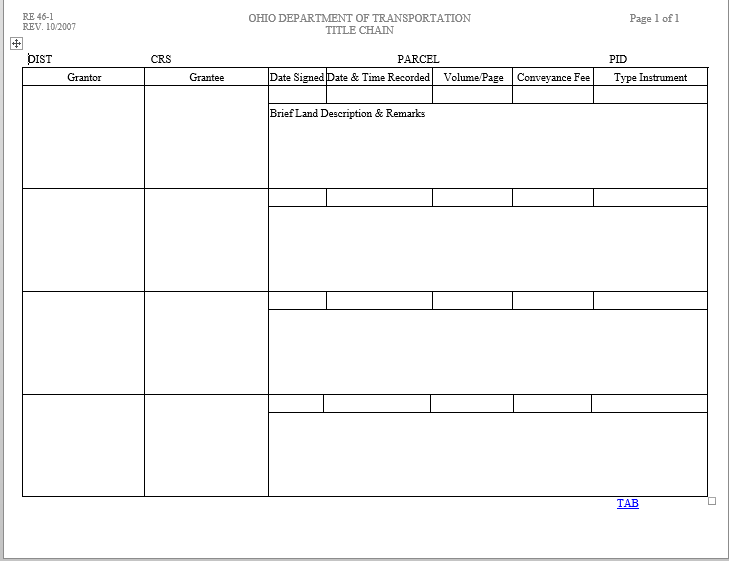 RE 46-1
REV. 10/2007
OHIO DEPARTMENT OF TRANSPORTATION
TITLE CHAIN
Page 1 of 1
DIST CRS PARCEL PID
Grantor Grantee Date Signed Date & Time Recorded Volume/Page Conveyance Fee Type Instrument
Brief Land Description & Remarks
TAB